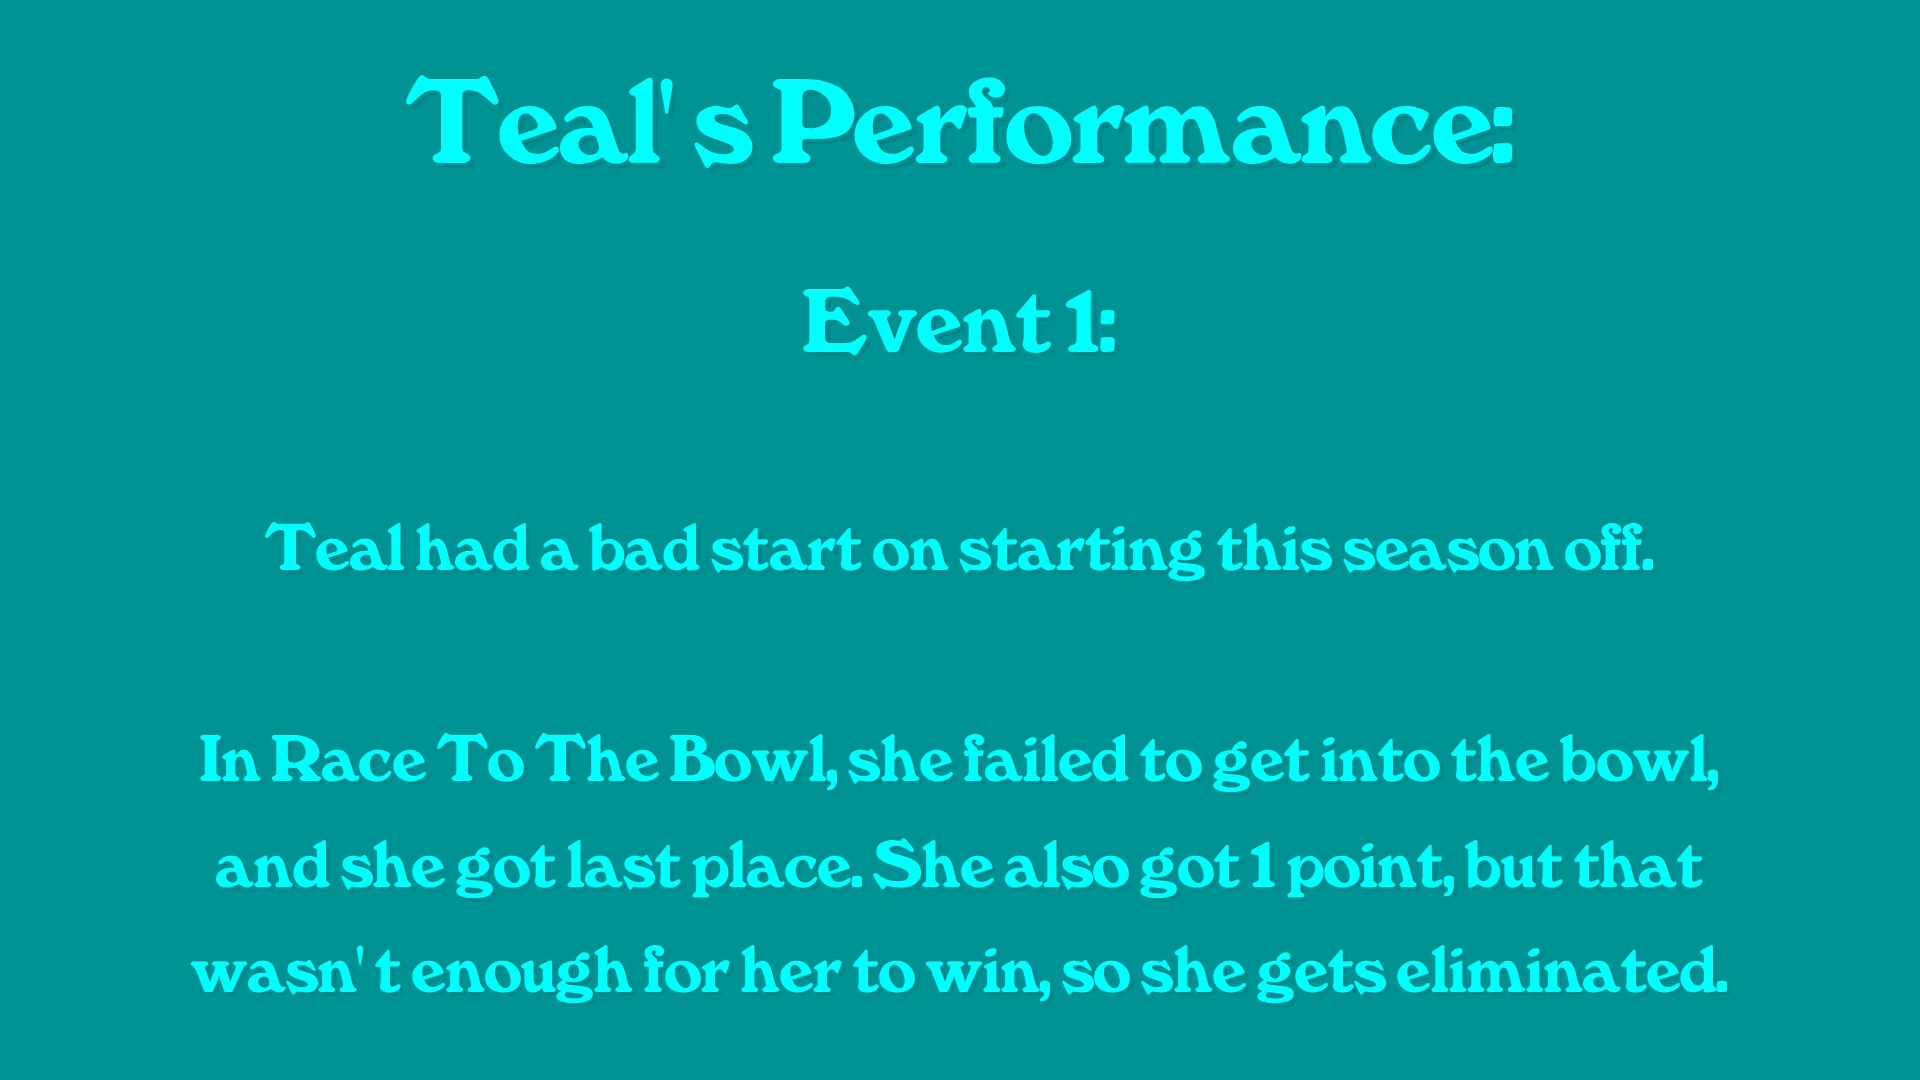 Teal's Performance:
Event 1:
Teal had a bad start on starting this season off.
In Race To The Bowl, she failed to get into the bowl,
and she got last place. She also got 1 point, but that
wasn't enough for her to win, so she gets eliminated.